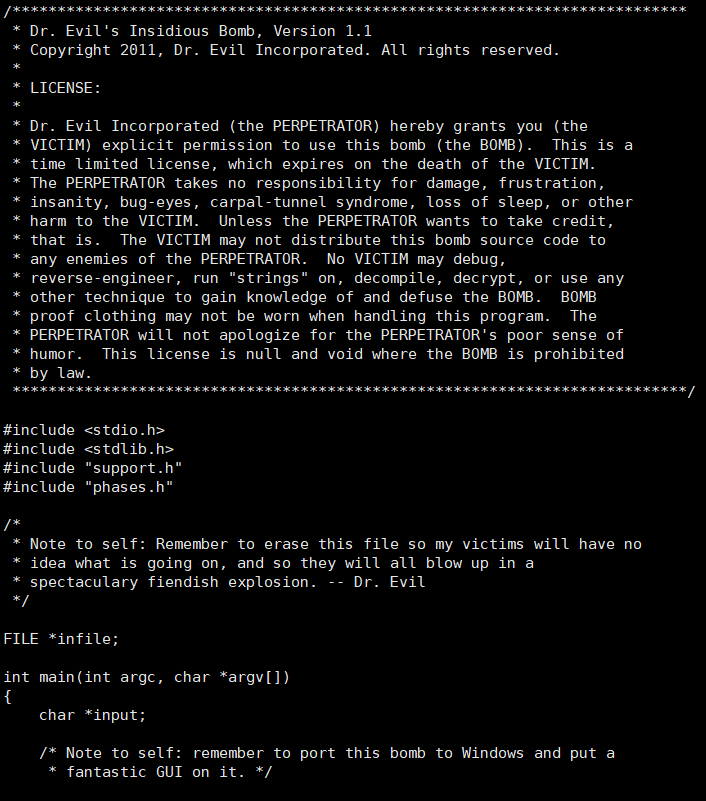 /***************************************************************************
 * Dr. Evil's Insidious Bomb, Version 1.1
 * Copyright 2011, Dr. Evil Incorporated. All rights reserved.
 *
 * LICENSE:
 *
 * Dr. Evil Incorporated (the PERPETRATOR) hereby grants you (the
 * VICTIM) explicit permission to use this bomb (the BOMB).  This is a
 * time limited license, which expires on the death of the VICTIM.
 * The PERPETRATOR takes no responsibility for damage, frustration,
 * insanity, bug-eyes, carpal-tunnel syndrome, loss of sleep, or other
 * harm to the VICTIM.  Unless the PERPETRATOR wants to take credit,
 * that is.  The VICTIM may not distribute this bomb source code to
 * any enemies of the PERPETRATOR.  No VICTIM may debug,
 * reverse-engineer, run "strings" on, decompile, decrypt, or use any
 * other technique to gain knowledge of and defuse the BOMB.  BOMB
 * proof clothing may not be worn when handling this program.  The
 * PERPETRATOR will not apologize for the PERPETRATOR's poor sense of
 * humor.  This license is null and void where the BOMB is prohibited
 * by law.
 ***************************************************************************/

#include <stdio.h>
#include <stdlib.h>
#include "support.h"
#include "phases.h"

/*
 * Note to self: Remember to erase this file so my victims will have no
 * idea what is going on, and so they will all blow up in a
 * spectaculary fiendish explosion. -- Dr. Evil
 */

FILE *infile;

int main(int argc, char *argv[])
{
    char *input;

    /* Note to self: remember to port this bomb to Windows and put a
     * fantastic GUI on it. */